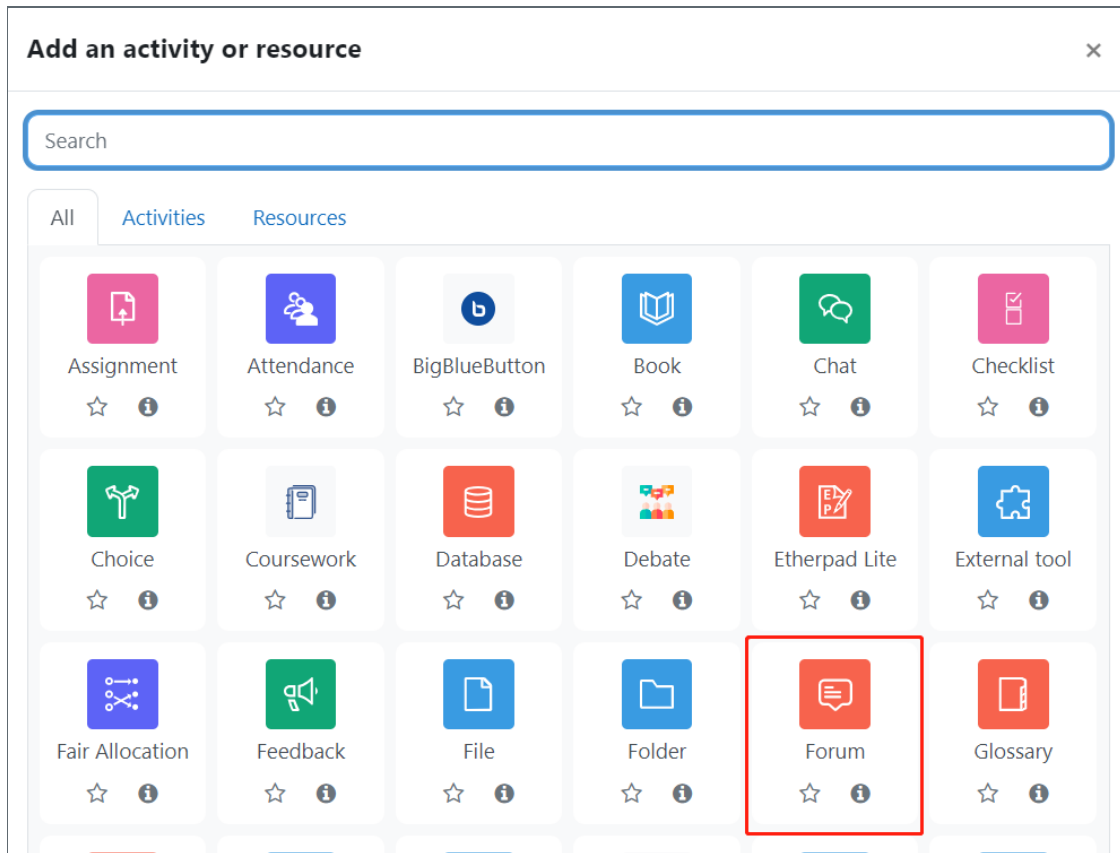 Add an activity or resource
Search
All Activities Resources
Assignment Attendance BigBlueButton Book Chat Checklist
Choice Coursework Database Debate Etherpad Lite External tool
Fair Allocation Feedback File Folder Forum Glossary